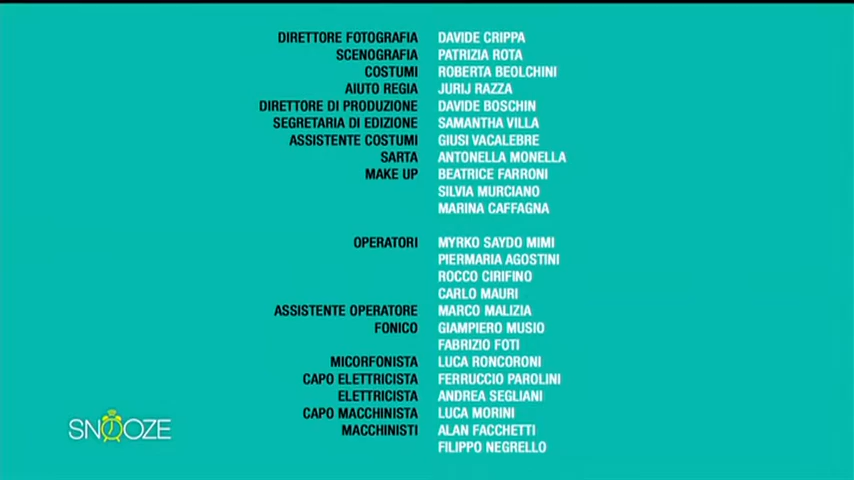 DIRETTORE FOTOGRAFIA DAVIDE CRIPPA
SCENOGRAFIA PATRIZIA ROTA
COSTUMI ROBERTA BEOLCHINI
AIUTO REGIA JURIJ RAZZA
DIRETTORE DI PRODUZIONE DAVIDE BOSCHIN
SEGRETARIA DI EDIZIONE SAMANTHA VILLA
ASSISTENTE COSTUMI GIUSI VACALEBRE
SARTA ANTONELLA MONELLA
MAKE UP BEATRICE FARRONI
SILVIA MURCIANO
MARINA CAFFAGNA
OPERATORI MYRKO SAYDO MIMI
PIERMARIA AGOSTINI
ROCCO CIRIFINO
CARLO MAURI
ASSISTENTE OPERATORE MARCO MALIZIA
FONICO GIAMPIERO MUSIO
FABRIZIO FOTI
MICORFONISTA LUCA RONCORONI
CAPO ELETTRICISTA FERRUCCIO PAROLINI
ELETTRICISTA ANDREA SEGLIANI
CAPO MACCHINISTA LUCA MORINI
MACCHINISTI ALAN FACCHETTI
FILIPPO NEGRELLO
SNOOZE